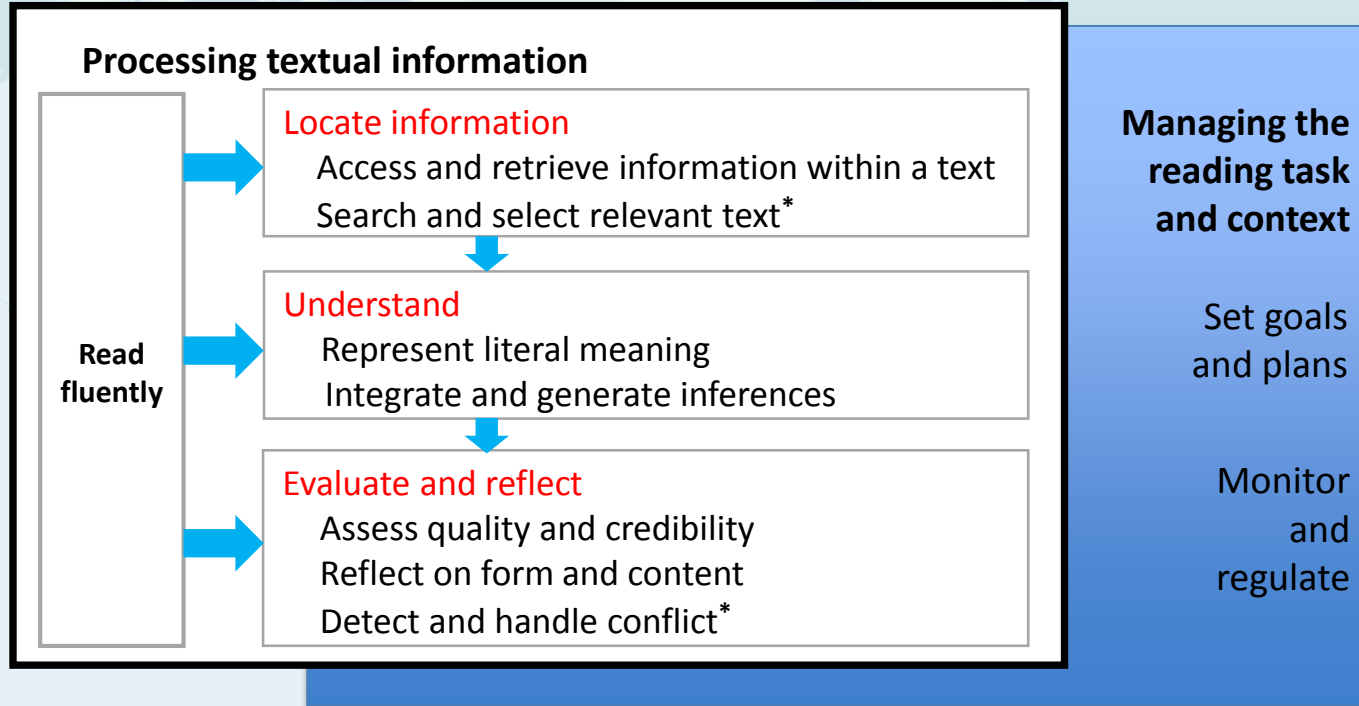 Processing textual information
Read
fluently
Locate information
Access and retrieve information within a text
Search and select relevant text*
Understand
Represent literal meaning
Integrate and generate inferences
Evaluate and reflect
Assess quality and credibility
Reflect on form and content
Detect and handle conflict*
Managing the
reading task
and context
Set goals
and plans
Monitor
and
regulate